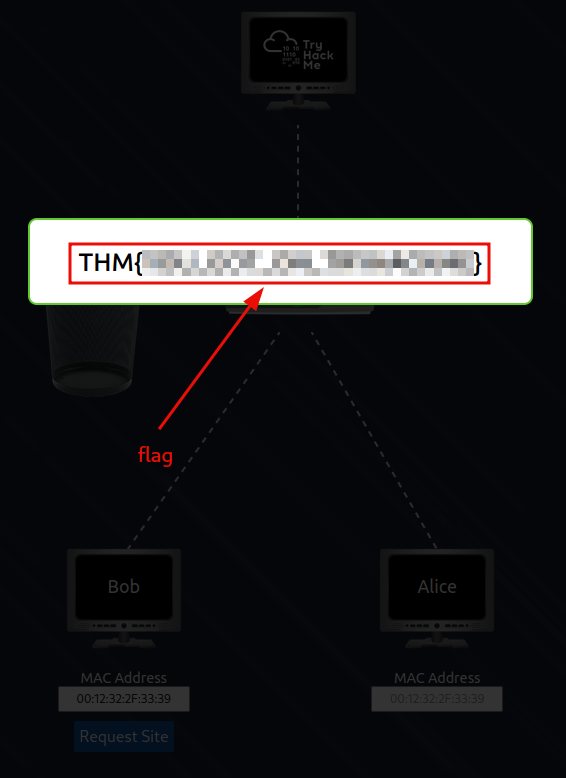 Try
Hack
Me
THM{}
flag
Bob
Alice
MAC Address
00:12:32:2F:33:39
MAC Address
00:12:32:2F:33:39
Request Site